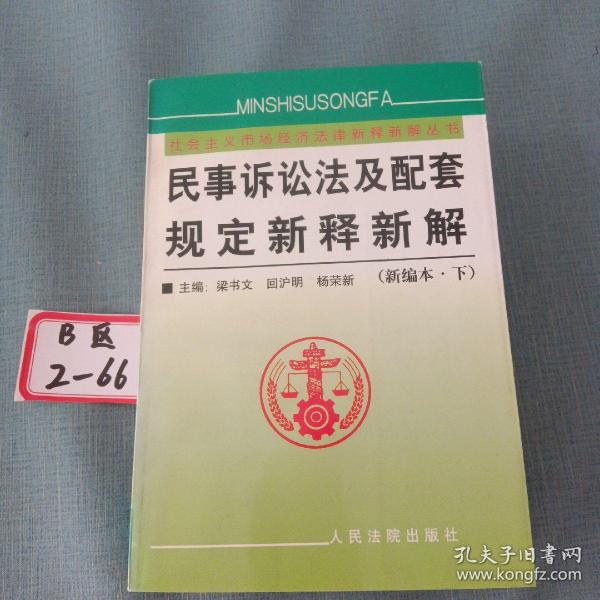 MINSHISUSONGFA
社会主义市场经济法律新释新解丛书
民事诉讼法及配套
规定新释新解
(新编本·下)
■ 主编: 梁书文 回沪明 杨荣新
B区
2-66
人民法院出版社
孔夫子旧书网
www.kongfz.com